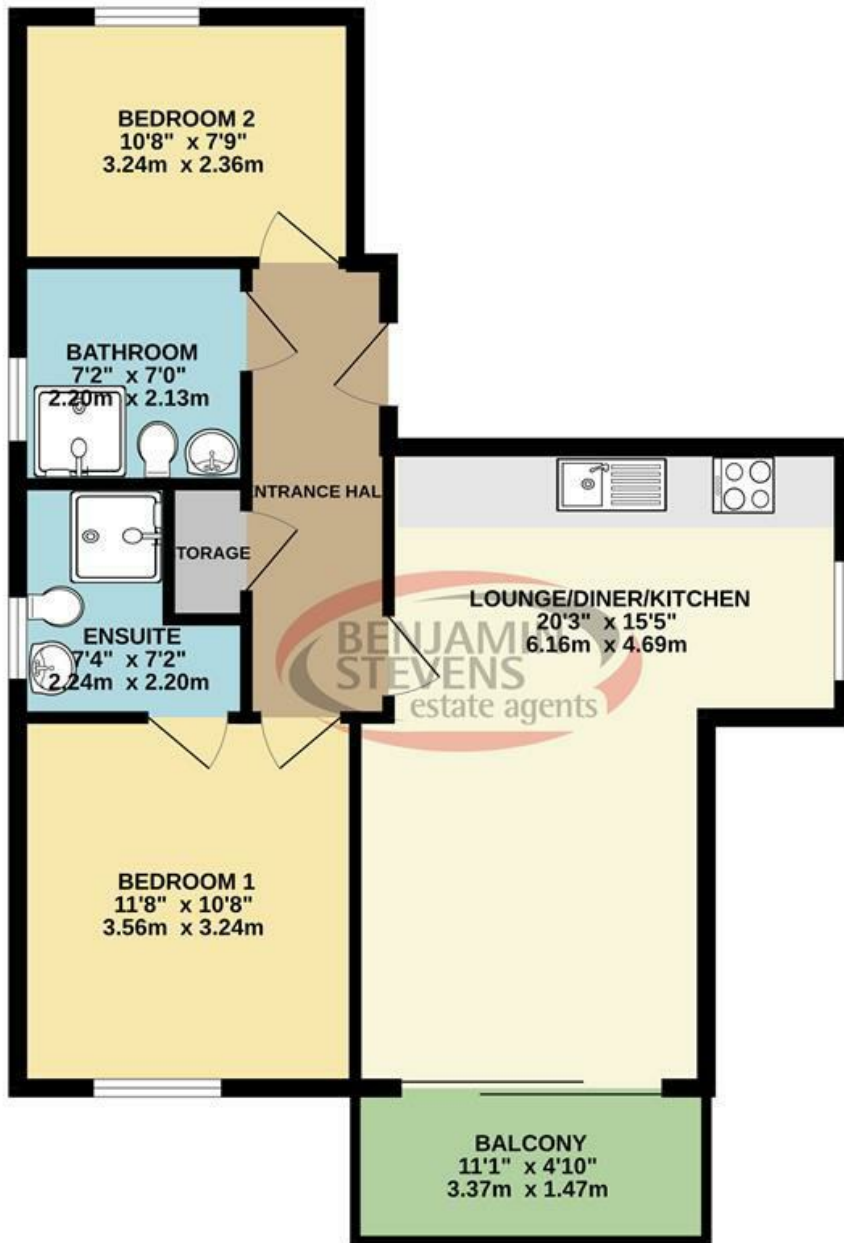 BEDROOM 2
10'8" x 7'9"
3.24m x 2.36m
BATHROOM
7'2" x 7'0"
2.20m x 2.13m
NTRANCE HAL
TORAGE
LOUNGE/DINER/KITCHEN
20'3" x 15'5"
6.16m x 4.69m
BENJAMIN
STEVENS
estate agents
ENSUITE
7'4" x 7'2"
2.24m x 2.20m
BEDROOM 1
11'8" x 10'8"
3.56m x 3.24m
BALCONY
11'1" x 4'10"
3.37m x 1.47m